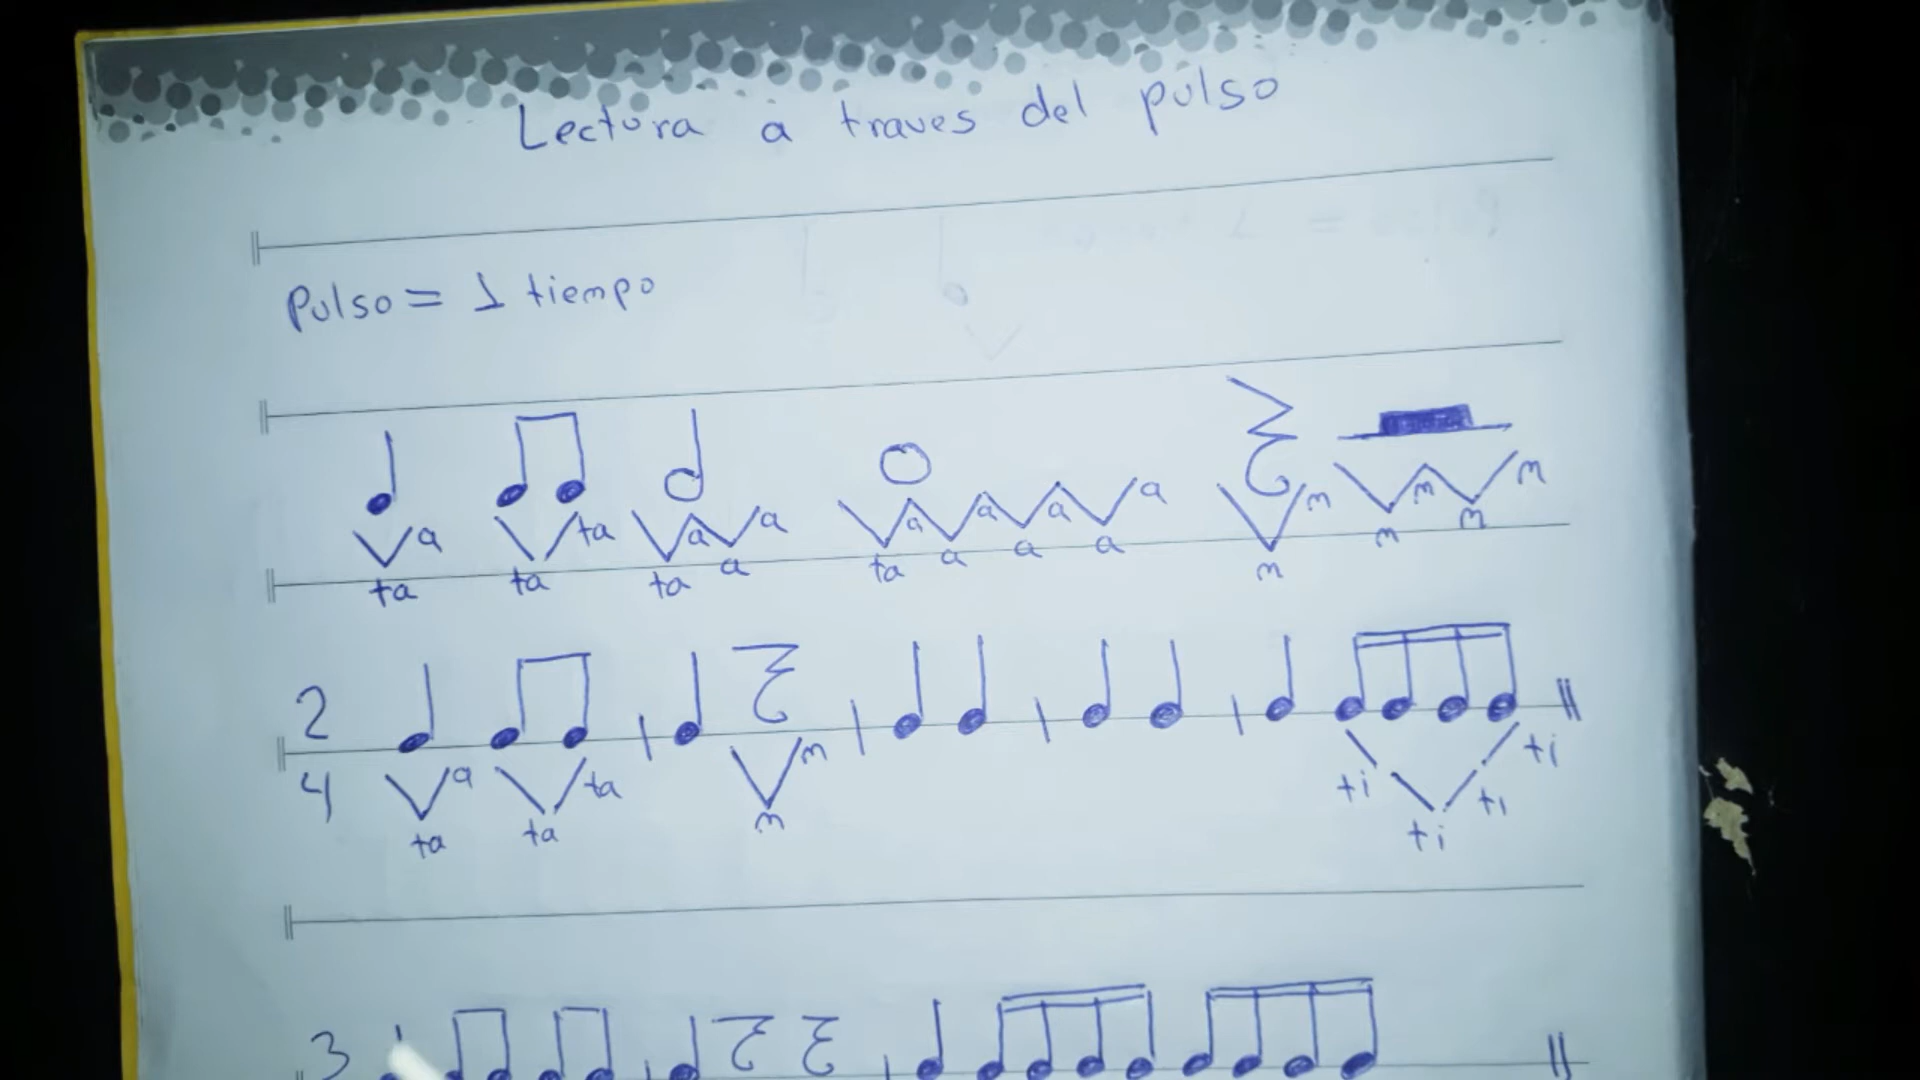 Lectura a traves del pulso
Pulso = 1 tiempo
a ta a a a a a a m m m
ta ta ta a ta a a a m m m
2
4 a ta m ti ti ti
ta ta m ti
3